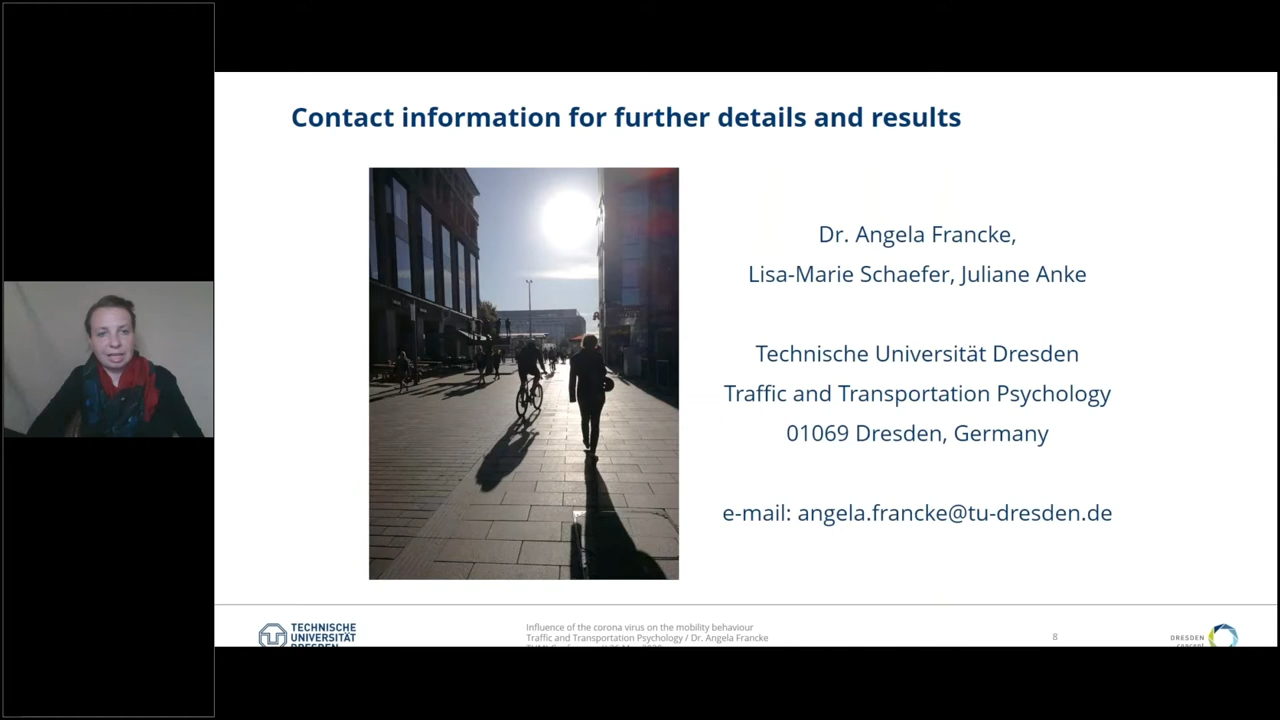 Contact information for further details and results
Dr. Angela Francke,
Lisa-Marie Schaefer, Juliane Anke
Technische Universität Dresden
Traffic and Transportation Psychology
01069 Dresden, Germany
e-mail: angela.francke@tu-dresden.de
TECHNISCHE
UNIVERSITÄT
DRESDEN
Influence of the corona virus on the mobility behaviour
Traffic and Transportation Psychology / Dr. Angela Francke
8
DRESDEN
concept